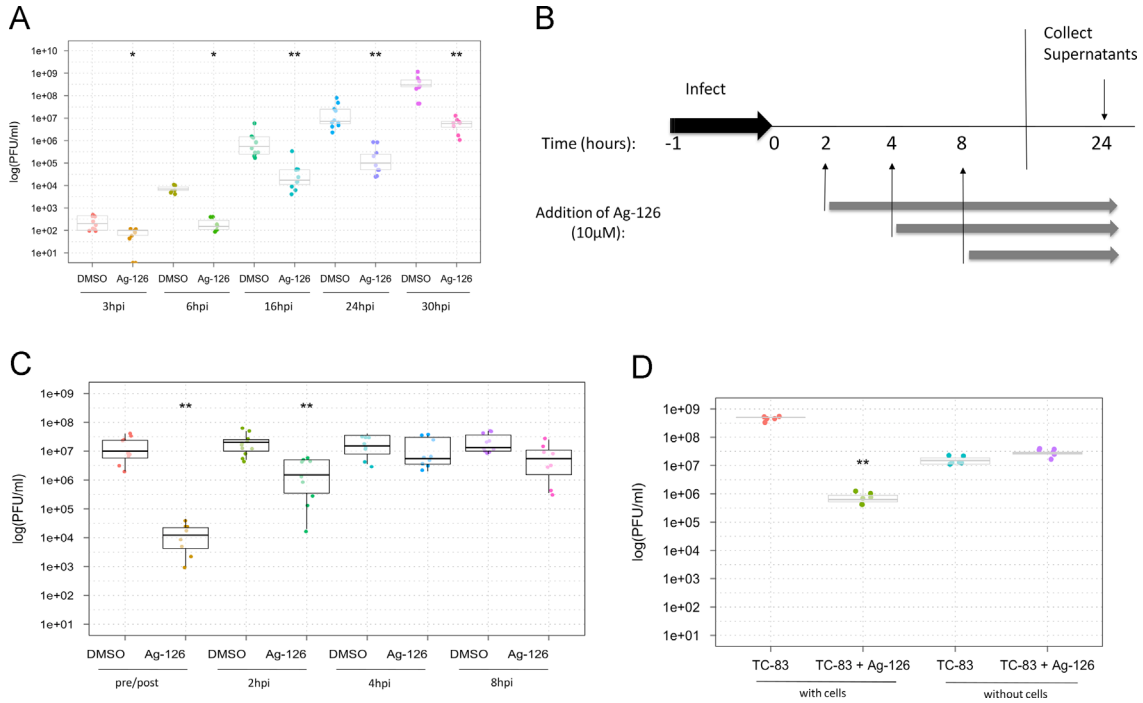 A
log(PFU/ml)
1e+10
1e+09
1e+08
1e+07
1e+06
1e+05
1e+04
1e+03
1e+02
1e+01
* * ** ** **
DMSO Ag-126 DMSO Ag-126 DMSO Ag-126 DMSO Ag-126 DMSO Ag-126
3hpi 6hpi 16hpi 24hpi 30hpi
B
Collect
Supernatants
Infect
Time (hours): -1 0 2 4 8 24
Addition of Ag-126
(10µM):
C
log(PFU/ml)
1e+09
1e+08
1e+07
1e+06
1e+05
1e+04
1e+03
1e+02
1e+01
** **
DMSO Ag-126 DMSO Ag-126 DMSO Ag-126 DMSO Ag-126
pre/post 2hpi 4hpi 8hpi
D
log(PFU/ml)
1e+09
1e+08
1e+07
1e+06
1e+05
1e+04
1e+03
1e+02
1e+01
**
TC-83 TC-83 + Ag-126 TC-83 TC-83 + Ag-126
with cells without cells